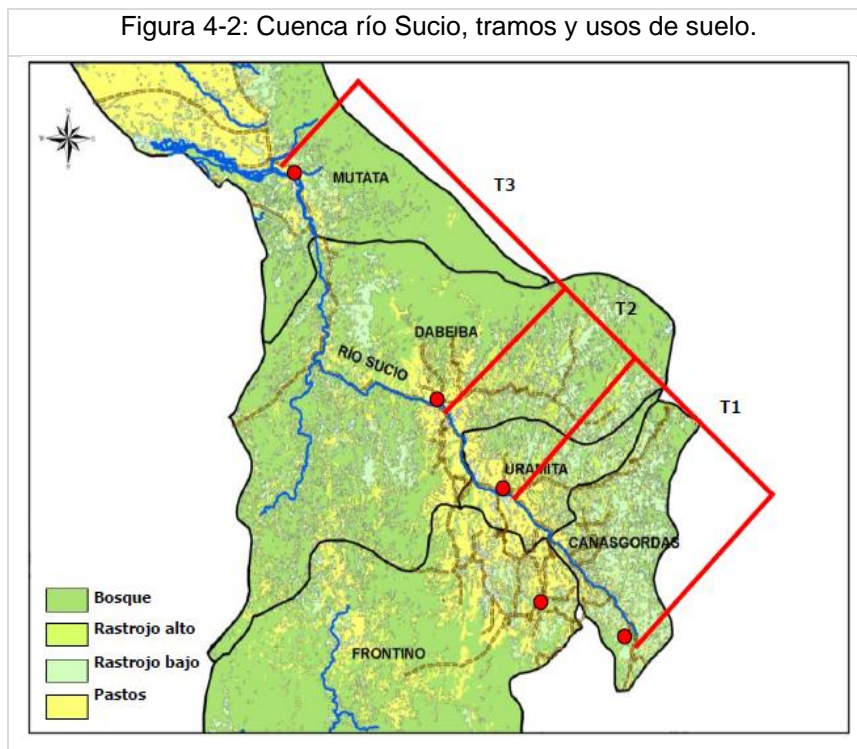 Figura 4-2: Cuenca río Sucio, tramos y usos de suelo.
N
W
E
S
MUTATA
T3
T2
DABEIBA
RÍO SUCIO
T1
URAMITA
CAÑASGORDAS
FRONTINO
Bosque
Rastrojo alto
Rastrojo bajo
Pastos